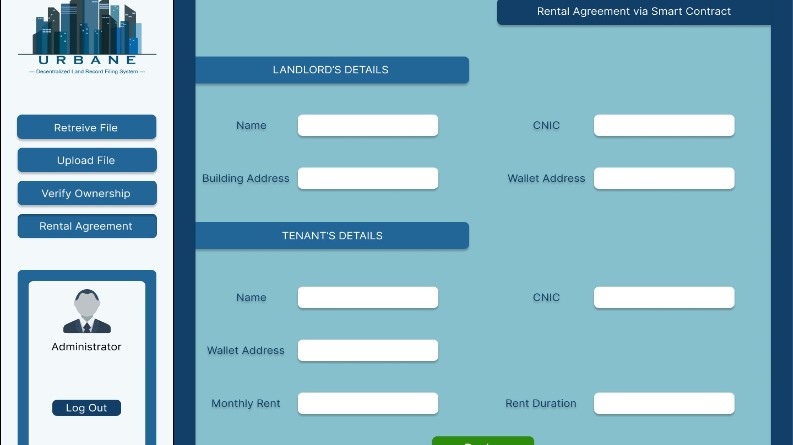 Rental Agreement via Smart Contract
URBANE
— Decentralized Land Record Filing System —
LANDLORD'S DETAILS
Retreive File
Name
CNIC
Upload File
Building Address
Wallet Address
Verify Ownership
Rental Agreement
TENANT'S DETAILS
Name
CNIC
Administrator
Wallet Address
Monthly Rent
Rent Duration
Log Out